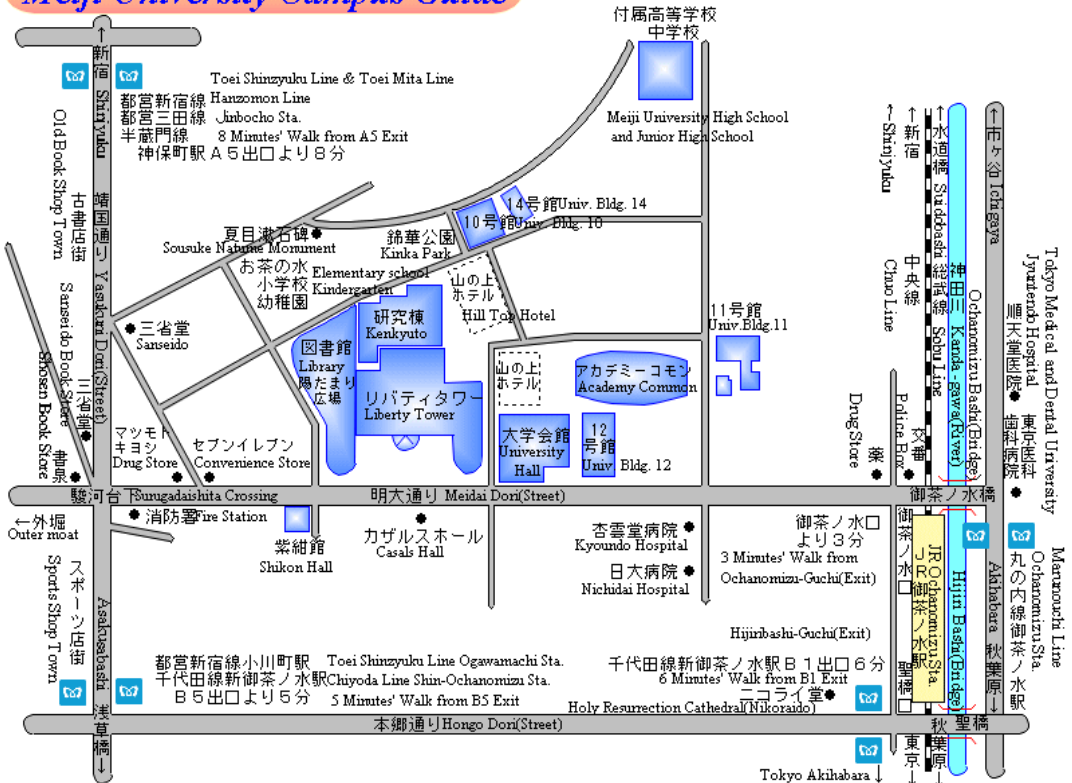 Meiji University Campus Guide
付属高等学校
中学校
Meiji University High School
and Junior High School
↑
新宿 Shinjyuku
Toei Shinzyuku Line & Toei Mita Line
都営新宿線 Hanzomon Line
都営三田線 Jinbocho Sta.
半蔵門線 8 Minutes' Walk from A5 Exit
神保町駅 A 5 出口より 8 分
Old Book Shop Town
古書店街
靖国通り Yasukuri Dori(Street)
14号館 Univ. Bldg. 14
10号館 Univ. Bldg. 10
夏目漱石碑
Sousuke Natume Monument
錦華公園
Kinka Park
お茶の水
小学校
幼稚園
Elementary school
Kindergarten
山の上
ホテル
Hill Top Hotel
三省堂
Sanseido
研究棟
Kenkyuto
図書館
Library
陽だまり
広場
リバティタワー
Liberty Tower
山の上
ホテル
アカデミーコモン
Academy Common
11号館
Univ.Bldg.11
大学会館
University
Hall
12
号館
Univ. Bldg. 12
Sanseido Book Store
三省堂
Shosen Book Store
書泉
マツモト
キヨシ
Drug Store
セブンイレブン
Convenience Store
駿河台下 Surugadaishita Crossing
明大通り Meidai Dori(Street)
御茶ノ水橋
←外堀
Outer moat
消防署 Fire Station
紫紺館
Shikon Hall
カザルスホール
Casals Hall
杏雲堂病院
Kyoundo Hospital
日大病院
Nichidai Hospital
御茶ノ水口
より3分
3 Minutes' Walk from
Ochanomizu-Guchi(Exit)
Hijiribashi-Guchi(Exit)
スポーツ店街
Sports Shop Town
Asakusabashi
浅草橋→
都営新宿線小川町駅 Toei Shinzyuku Line Ogawamachi Sta.
千代田線新御茶ノ水駅 Chiyoda Line Shin-Ochanomizu Sta.
B 5 出口より 5 分 5 Minutes' Walk from B5 Exit
千代田線新御茶ノ水駅 B 1 出口 6 分
6 Minutes' Walk from B1 Exit
ニコライ堂
Holy Resurrection Cathedral(Nikoraido)
本郷通り Hongo Dori(Street)
聖橋
Tokyo Akihabara ↓
東京↓
秋葉原↓
←Shinjyuku
←新宿
←水道橋 Suidobashi
中央線
Chuo Line
総武線 Sobu Line
神田川 Kanda-gawa(River)
Ochanomizu Bashi(Bridge)
←市ヶ谷 Ichigaya
Drug Store
薬
Police Box
交番
御茶ノ水口
JR Ochanomizu Sta.
J R 御茶ノ水駅
聖橋口
Hijiri Bashi(Bridge)
Akihabara 秋葉原→
Tokyo Medical and Dental University
Jyuntendo Hospital
順天堂医院
東京医科
歯科病院
Marunouchi Line
Ochanomizu Sta.
丸の内線御茶ノ水駅